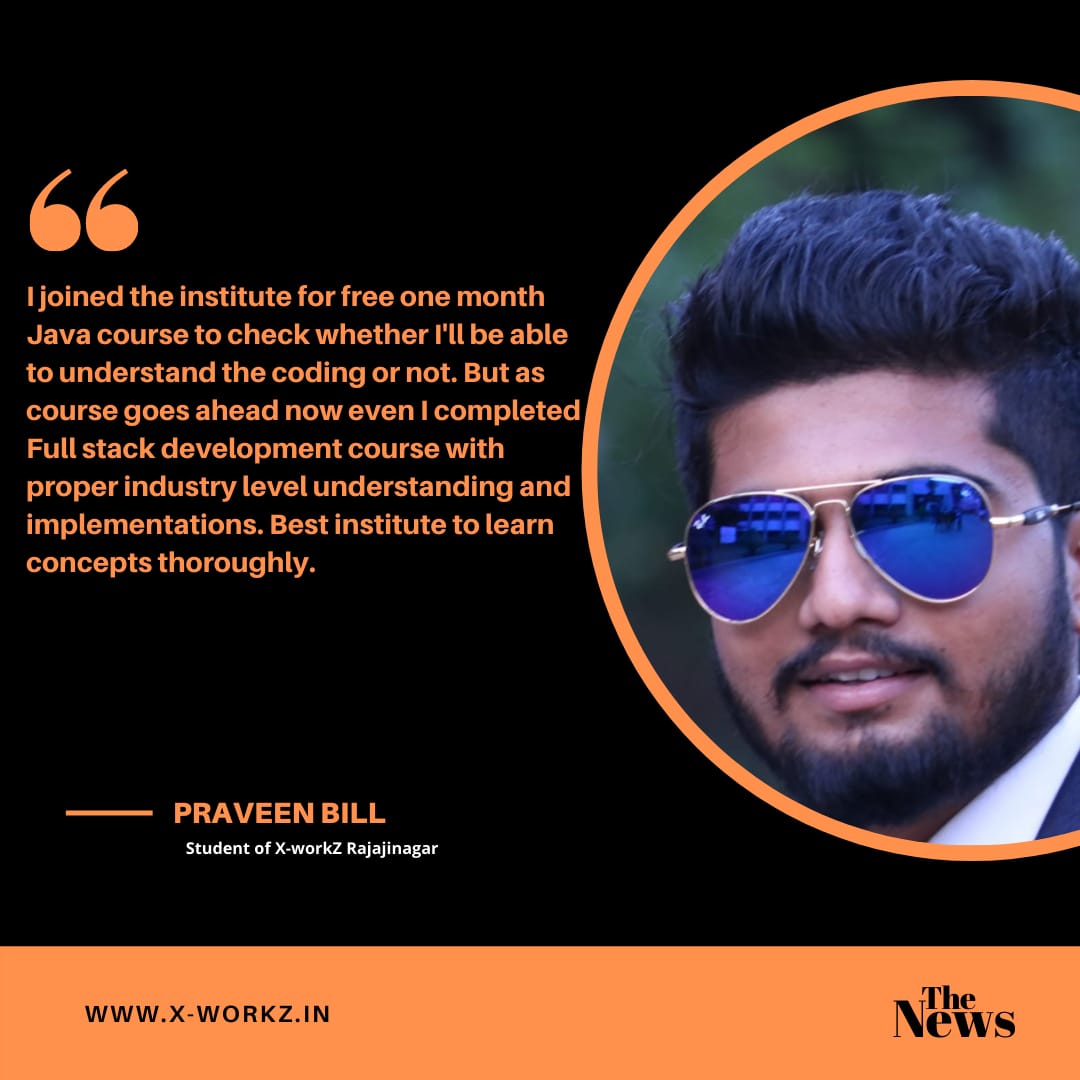 I joined the institute for free one month
Java course to check whether I'll be able
to understand the coding or not. But as
course goes ahead now even I completed
Full stack development course with
proper industry level understanding and
implementations. Best institute to learn
concepts thoroughly.
PRAVEEN BILL
Student of X-workZ Rajajinagar
WWW.X-WORKZ.IN
The
News